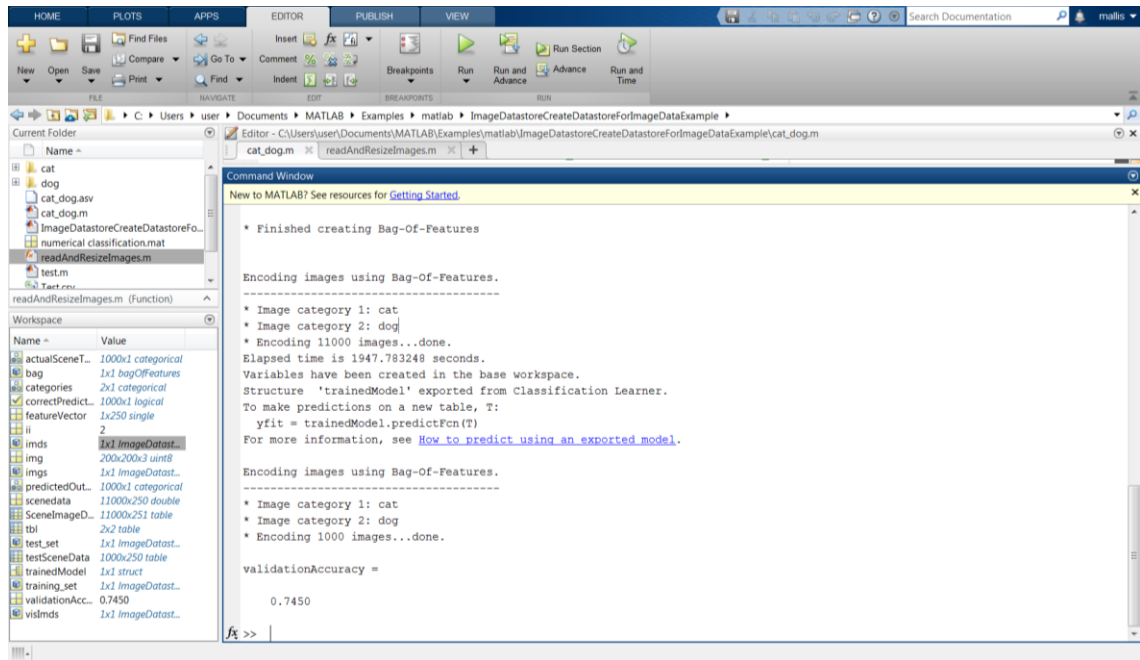 HOME PLOTS APPS EDITOR PUBLISH VIEW Search Documentation mallis
New Open Save Find Files Compare Print
Go To Find
Insert fx Comment Indent
Breakpoints Run Run and Advance Run Section Advance Run and Time
FILE NAVIGATE EDIT BREAKPOINTS RUN
C: Users user Documents MATLAB Examples matlab ImageDatastoreCreateDatastoreForImageDataExample
Current Folder
Name
cat
dog
cat_dog.asv
cat_dog.m
ImageDatastoreCreateDatastoreFo...
numerical classification.mat
readAndResizeImages.m
test.m
Test.csv
readAndResizeImages.m (Function)
Workspace
Name Value
actualSceneT... 1000x1 categorical
bag 1x1 bagOfFeatures
categories 2x1 categorical
correctPredict... 1000x1 logical
featureVector 1x250 single
ii 2
imds 1x1 ImageDatast...
img 200x200x3 uint8
imgs 1x1 ImageDatast...
predictedOut... 1000x1 categorical
scenedata 11000x250 double
SceneImageD... 11000x251 table
tbl 2x2 table
test_set 1x1 ImageDatast...
testSceneData 1000x250 table
trainedModel 1x1 struct
training_set 1x1 ImageDatast...
validationAcc... 0.7450
visImds 1x1 ImageDatast...
Editor - C:\Users\user\Documents\MATLAB\Examples\matlab\ImageDatastoreCreateDatastoreForImageDataExample\cat_dog.m
cat_dog.m readAndResizeImages.m +
Command Window
New to MATLAB? See resources for Getting Started.
* Finished creating Bag-Of-Features
Encoding images using Bag-Of-Features.
--------------------------------------
* Image category 1: cat
* Image category 2: dog
* Encoding 11000 images...done.
Elapsed time is 1947.783248 seconds.
Variables have been created in the base workspace.
Structure 'trainedModel' exported from Classification Learner.
To make predictions on a new table, T:
yfit = trainedModel.predictFcn(T)
For more information, see How to predict using an exported model.
Encoding images using Bag-Of-Features.
--------------------------------------
* Image category 1: cat
* Image category 2: dog
* Encoding 1000 images...done.
validationAccuracy =
0.7450
fx >>